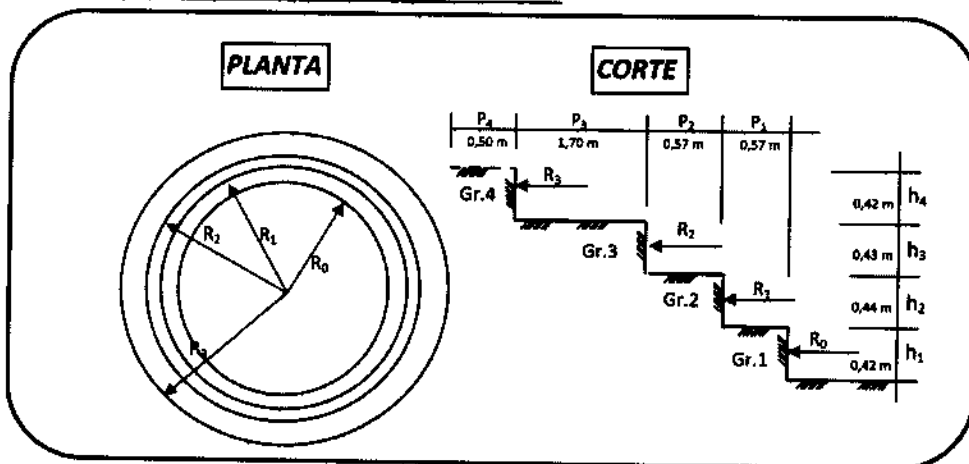 PLANTA
CORTE
P4 P3 P2 P1
0,50 m 1,70 m 0,57 m 0,57 m
R3
Gr.4
0,42 m h4
R2
Gr.3
0,43 m h3
Gr.2
0,44 m h2
R0
Gr.1
0,42 m h1
R2
R1
R0
R3